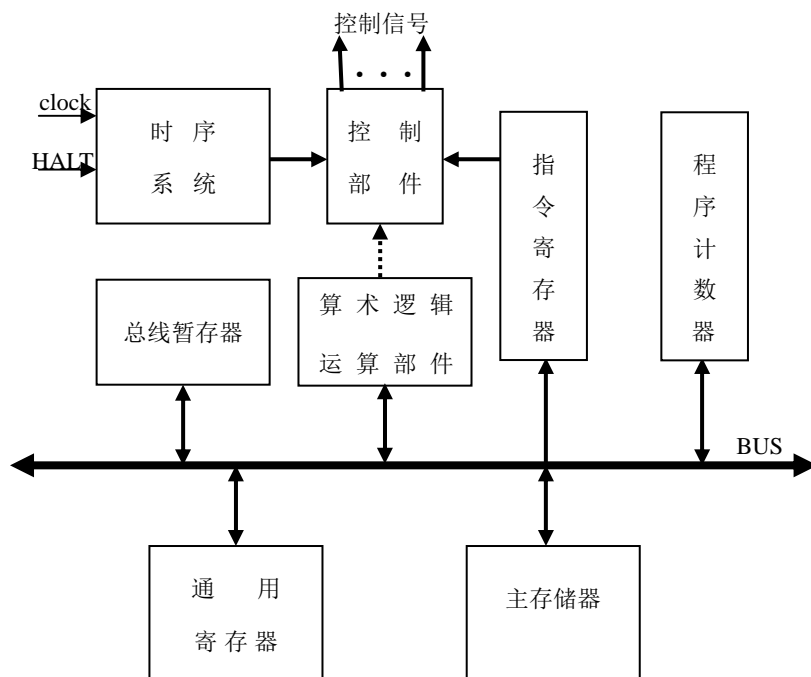 控制信号
· · ·
clock
HALT
时 序
系 统
控 制
部 件
指令寄存器
程序计数器
总线暂存器
算 术 逻 辑
运 算 部 件
BUS
通 用
寄 存 器
主存储器